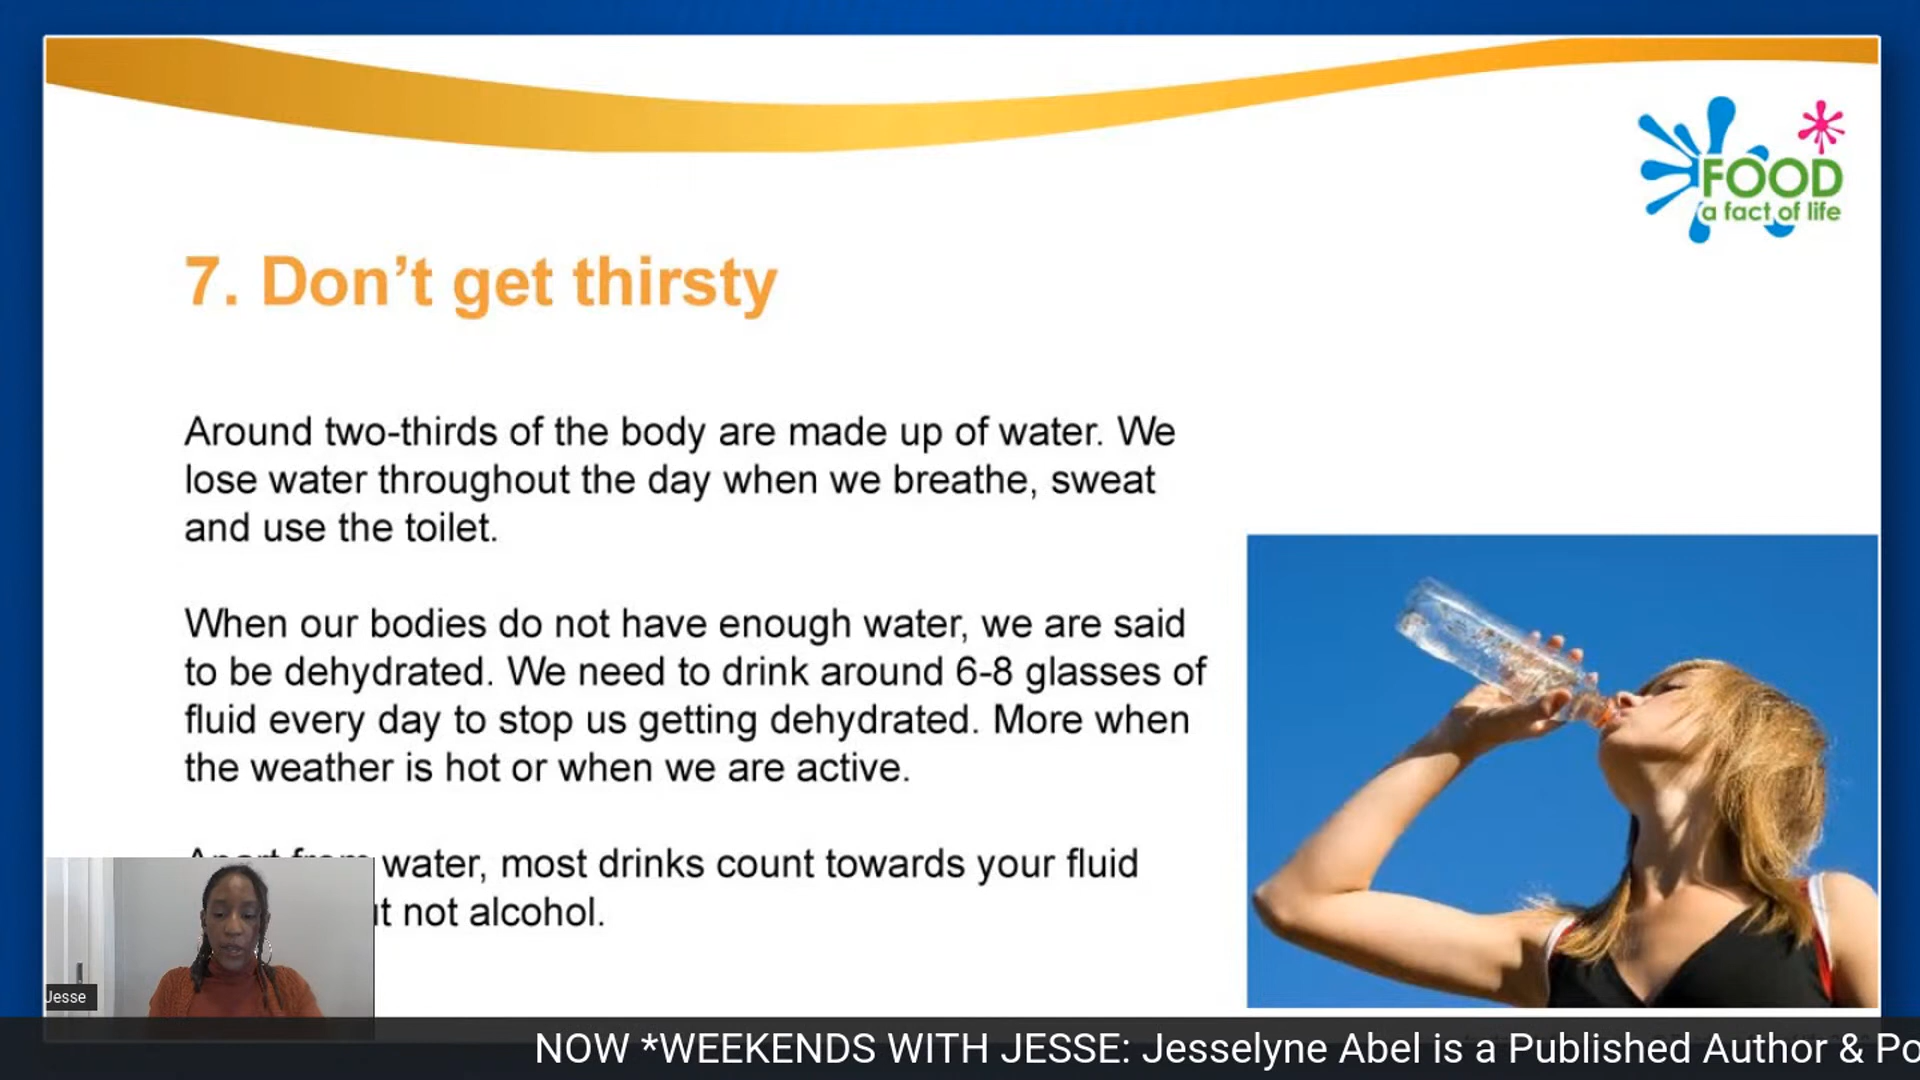 FOOD
a fact of life
7. Don’t get thirsty
Around two-thirds of the body are made up of water. We
lose water throughout the day when we breathe, sweat
and use the toilet.
When our bodies do not have enough water, we are said
to be dehydrated. We need to drink around 6-8 glasses of
fluid every day to stop us getting dehydrated. More when
the weather is hot or when we are active.
Apart from water, most drinks count towards your fluid
not alcohol.
Jesse
NOW *WEEKENDS WITH JESSE: Jesselyne Abel is a Published Author &